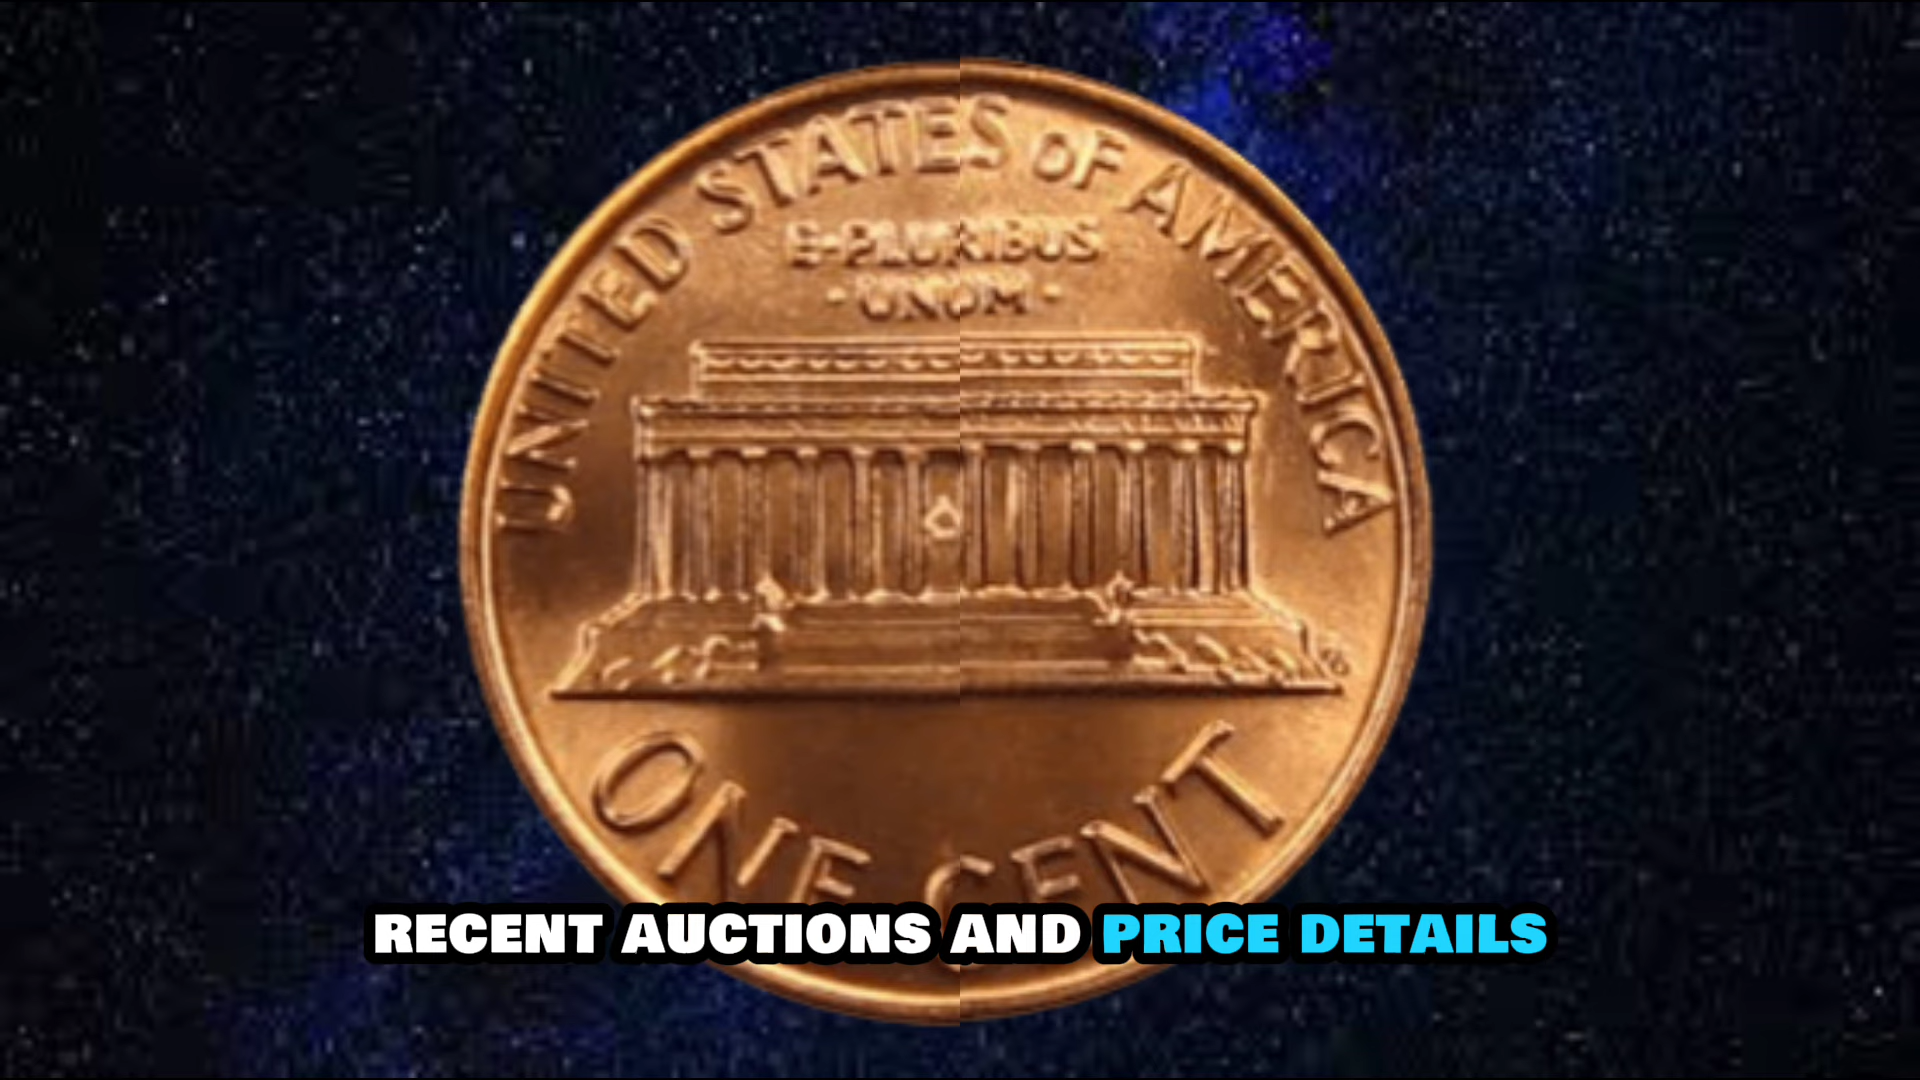 UNITED STATES OF AMERICA
E·PLURIBUS
·UNUM·
ONE CENT
RECENT AUCTIONS AND PRICE DETAILS